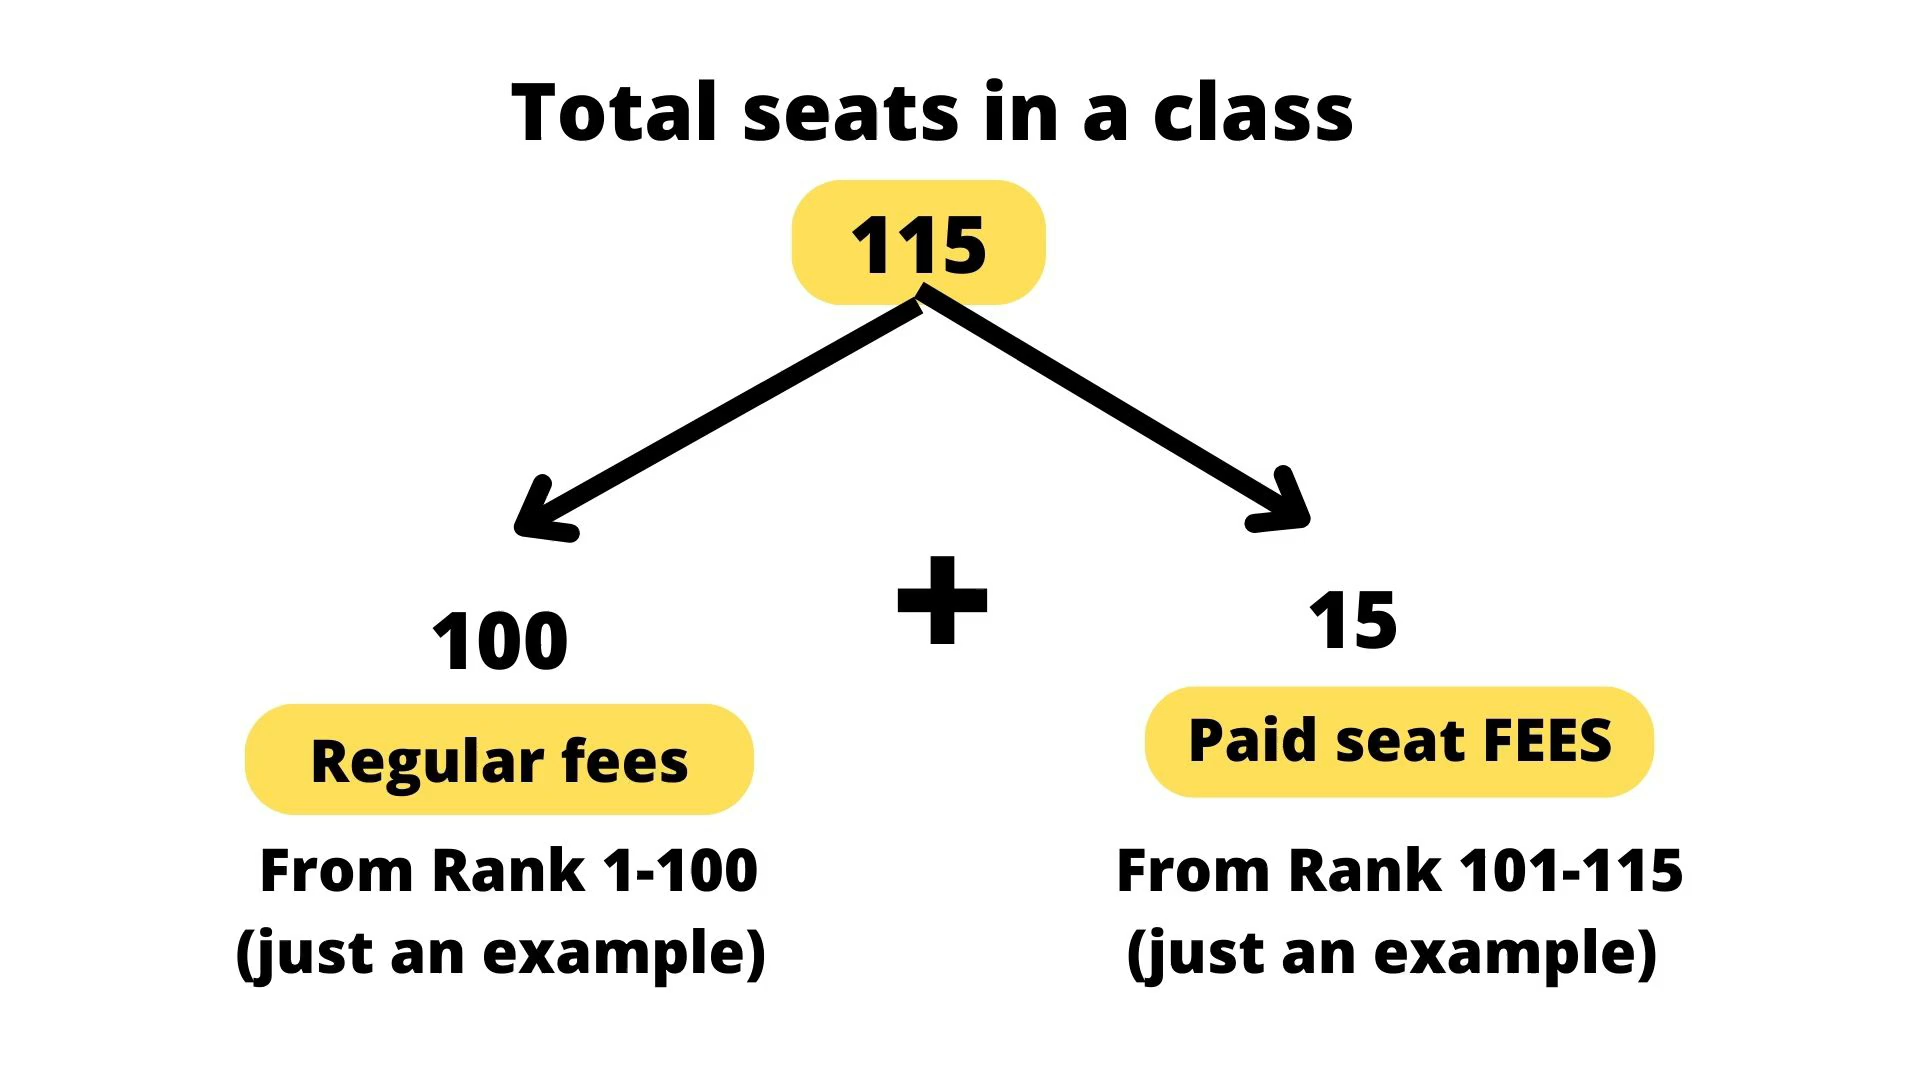 Total seats in a class
115
100
+
15
Regular fees
Paid seat FEES
From Rank 1-100
(just an example)
From Rank 101-115
(just an example)